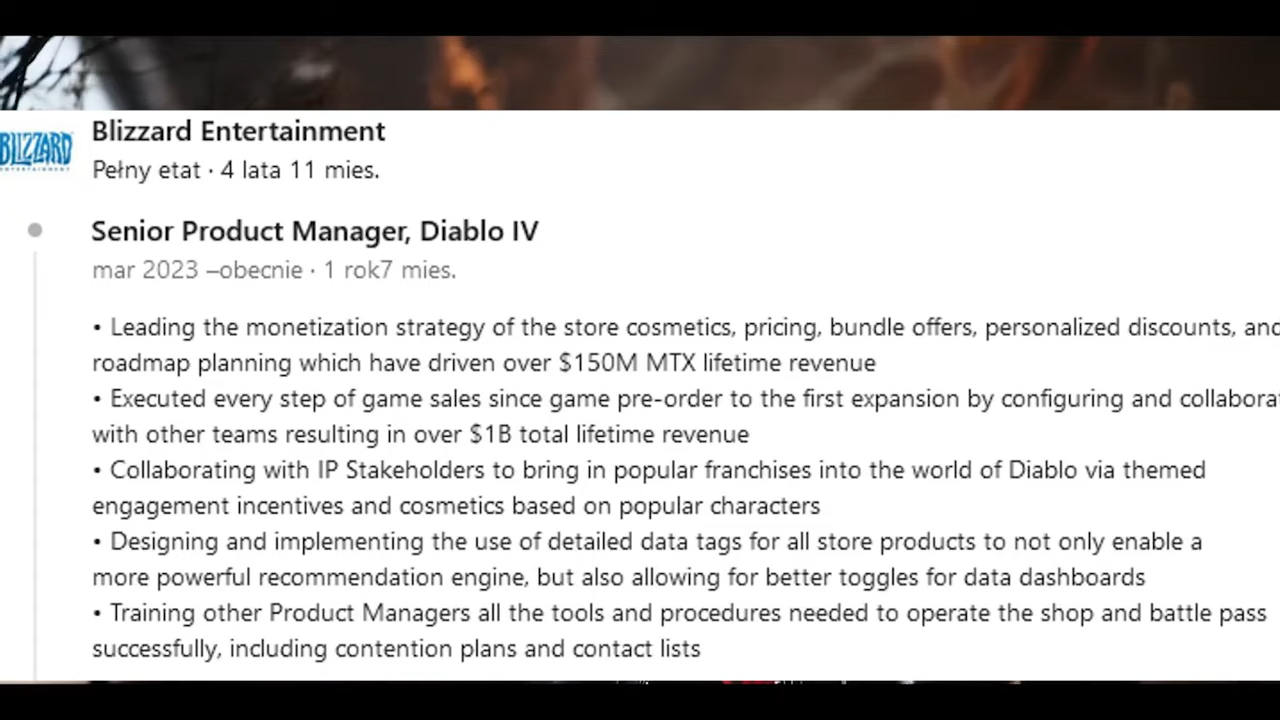 BLIZZARD
ENTERTAINMENT
Blizzard Entertainment
Pełny etat · 4 lata 11 mies.
Senior Product Manager, Diablo IV
mar 2023 –obecnie · 1 rok7 mies.
• Leading the monetization strategy of the store cosmetics, pricing, bundle offers, personalized discounts, and
roadmap planning which have driven over $150M MTX lifetime revenue
• Executed every step of game sales since game pre-order to the first expansion by configuring and collaborat
with other teams resulting in over $1B total lifetime revenue
• Collaborating with IP Stakeholders to bring in popular franchises into the world of Diablo via themed
engagement incentives and cosmetics based on popular characters
• Designing and implementing the use of detailed data tags for all store products to not only enable a
more powerful recommendation engine, but also allowing for better toggles for data dashboards
• Training other Product Managers all the tools and procedures needed to operate the shop and battle pass
successfully, including contention plans and contact lists